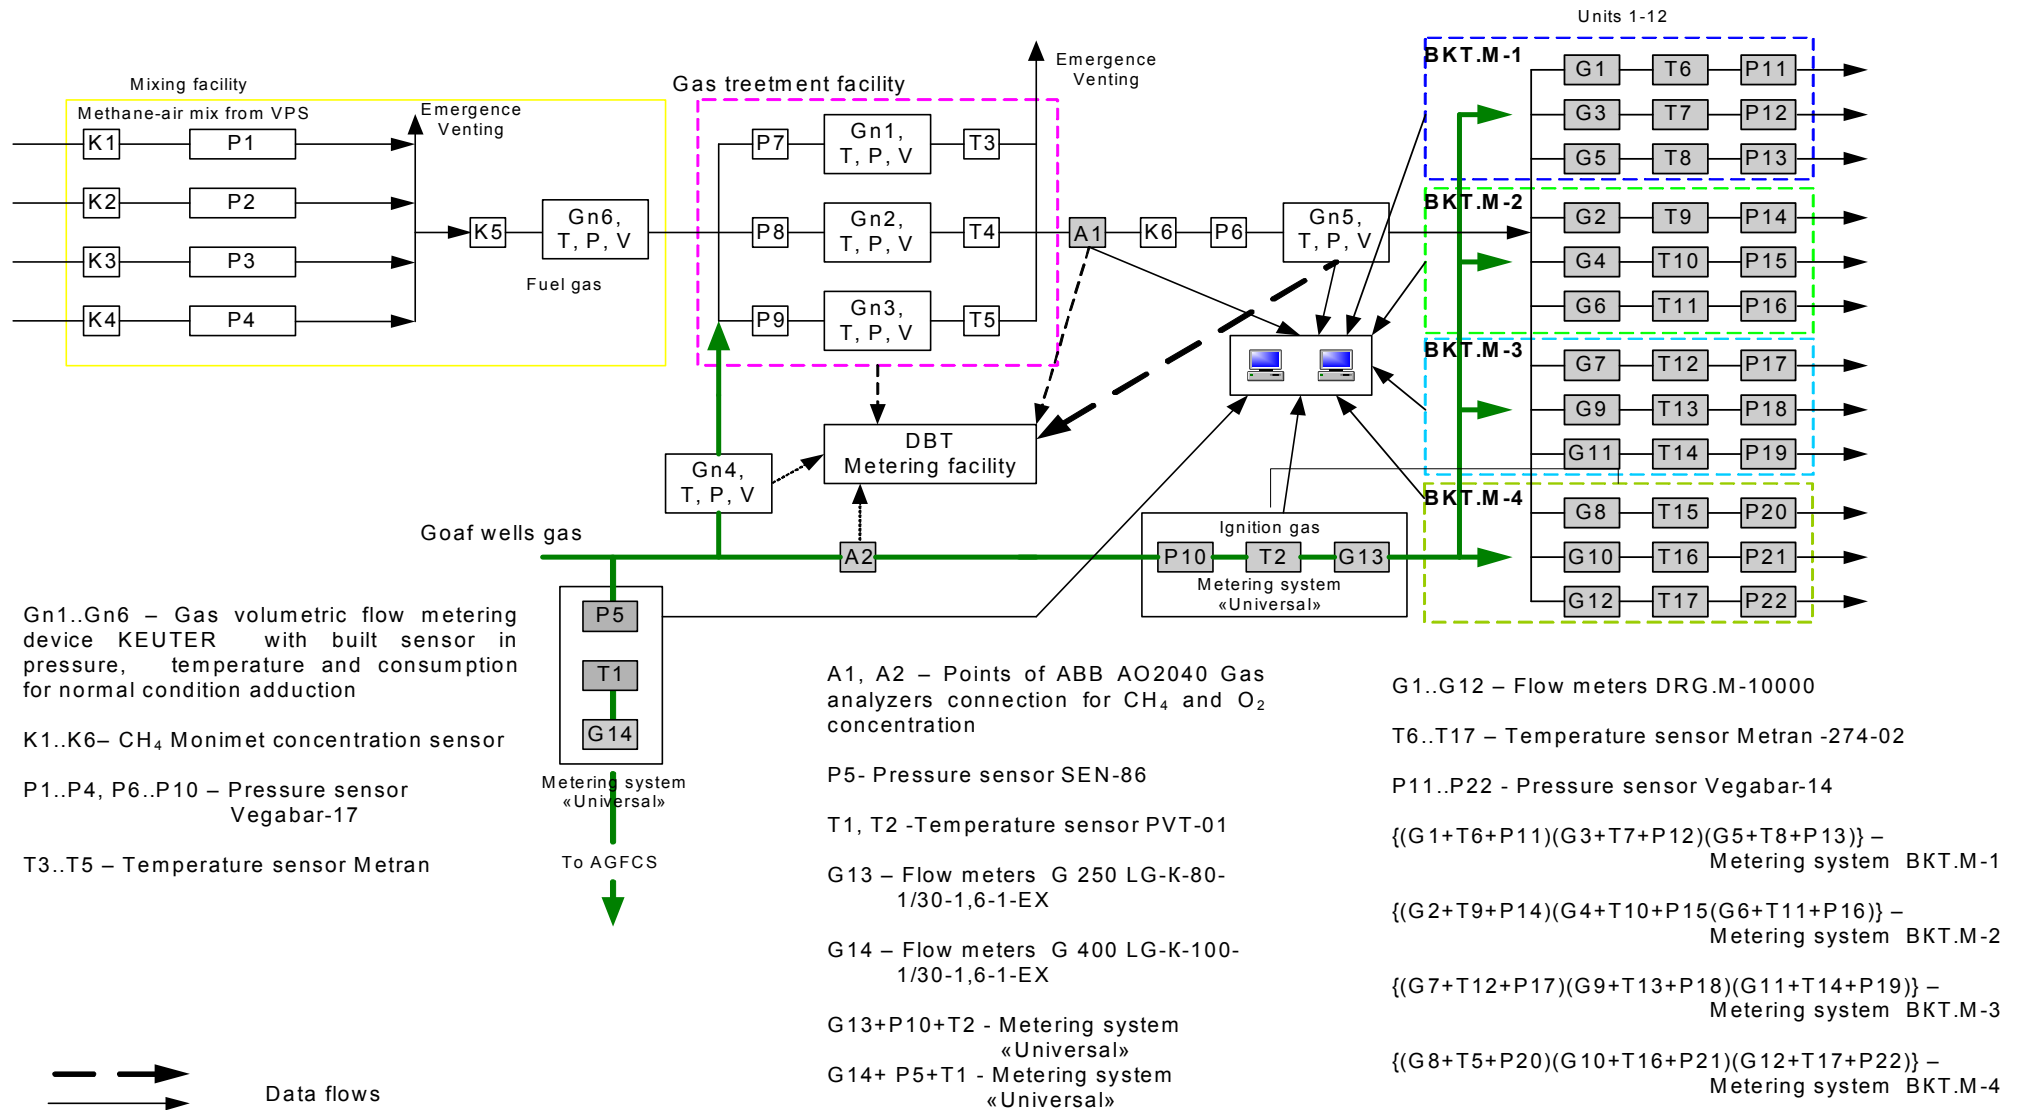 Units 1-12
Mixing facility
Methane-air mix from VPS
Emergence
Venting
K1
P1
K2
P2
K3
P3
K4
P4
K5
Gn6,
T, P, V
Fuel gas
Gas treetment facility
P7
Gn1,
T, P, V
T3
P8
Gn2,
T, P, V
T4
P9
Gn3,
T, P, V
T5
Emergence
Venting
A1
K6
P6
Gn5,
T, P, V
BKT.M-1
G1
T6
P11
G3
T7
P12
G5
T8
P13
BKT.M-2
G2
T9
P14
G4
T10
P15
G6
T11
P16
BKT.M-3
G7
T12
P17
G9
T13
P18
G11
T14
P19
BKT.M-4
G8
T15
P20
G10
T16
P21
G12
T17
P22
DBT
Metering facility
Gn4,
T, P, V
Goaf wells gas
A2
Ignition gas
P10
T2
G13
Metering system
«Universal»
P5
T1
G14
Metering system
«Universal»
To AGFCS
Gn1..Gn6 – Gas volumetric flow metering
device KEUTER with built sensor in
pressure, temperature and consumption
for normal condition adduction
K1..K6– CH₄ Monimet concentration sensor
P1..P4, P6..P10 – Pressure sensor
Vegabar-17
T3..T5 – Temperature sensor Metran
Data flows
A1, A2 – Points of ABB AO2040 Gas
analyzers connection for CH₄ and O₂
concentration
P5- Pressure sensor SEN-86
T1, T2 -Temperature sensor PVT-01
G13 – Flow meters G 250 LG-K-80-
1/30-1,6-1-EX
G14 – Flow meters G 400 LG-K-100-
1/30-1,6-1-EX
G13+P10+T2 - Metering system
«Universal»
G14+ P5+T1 - Metering system
«Universal»
G1..G12 – Flow meters DRG.M-10000
T6..T17 – Temperature sensor Metran -274-02
P11..P22 - Pressure sensor Vegabar-14
{(G1+T6+P11)(G3+T7+P12)(G5+T8+P13)} –
Metering system BKT.M-1
{(G2+T9+P14)(G4+T10+P15(G6+T11+P16)} –
Metering system BKT.M-2
{(G7+T12+P17)(G9+T13+P18)(G11+T14+P19)} –
Metering system BKT.M-3
{(G8+T5+P20)(G10+T16+P21)(G12+T17+P22)} –
Metering system BKT.M-4